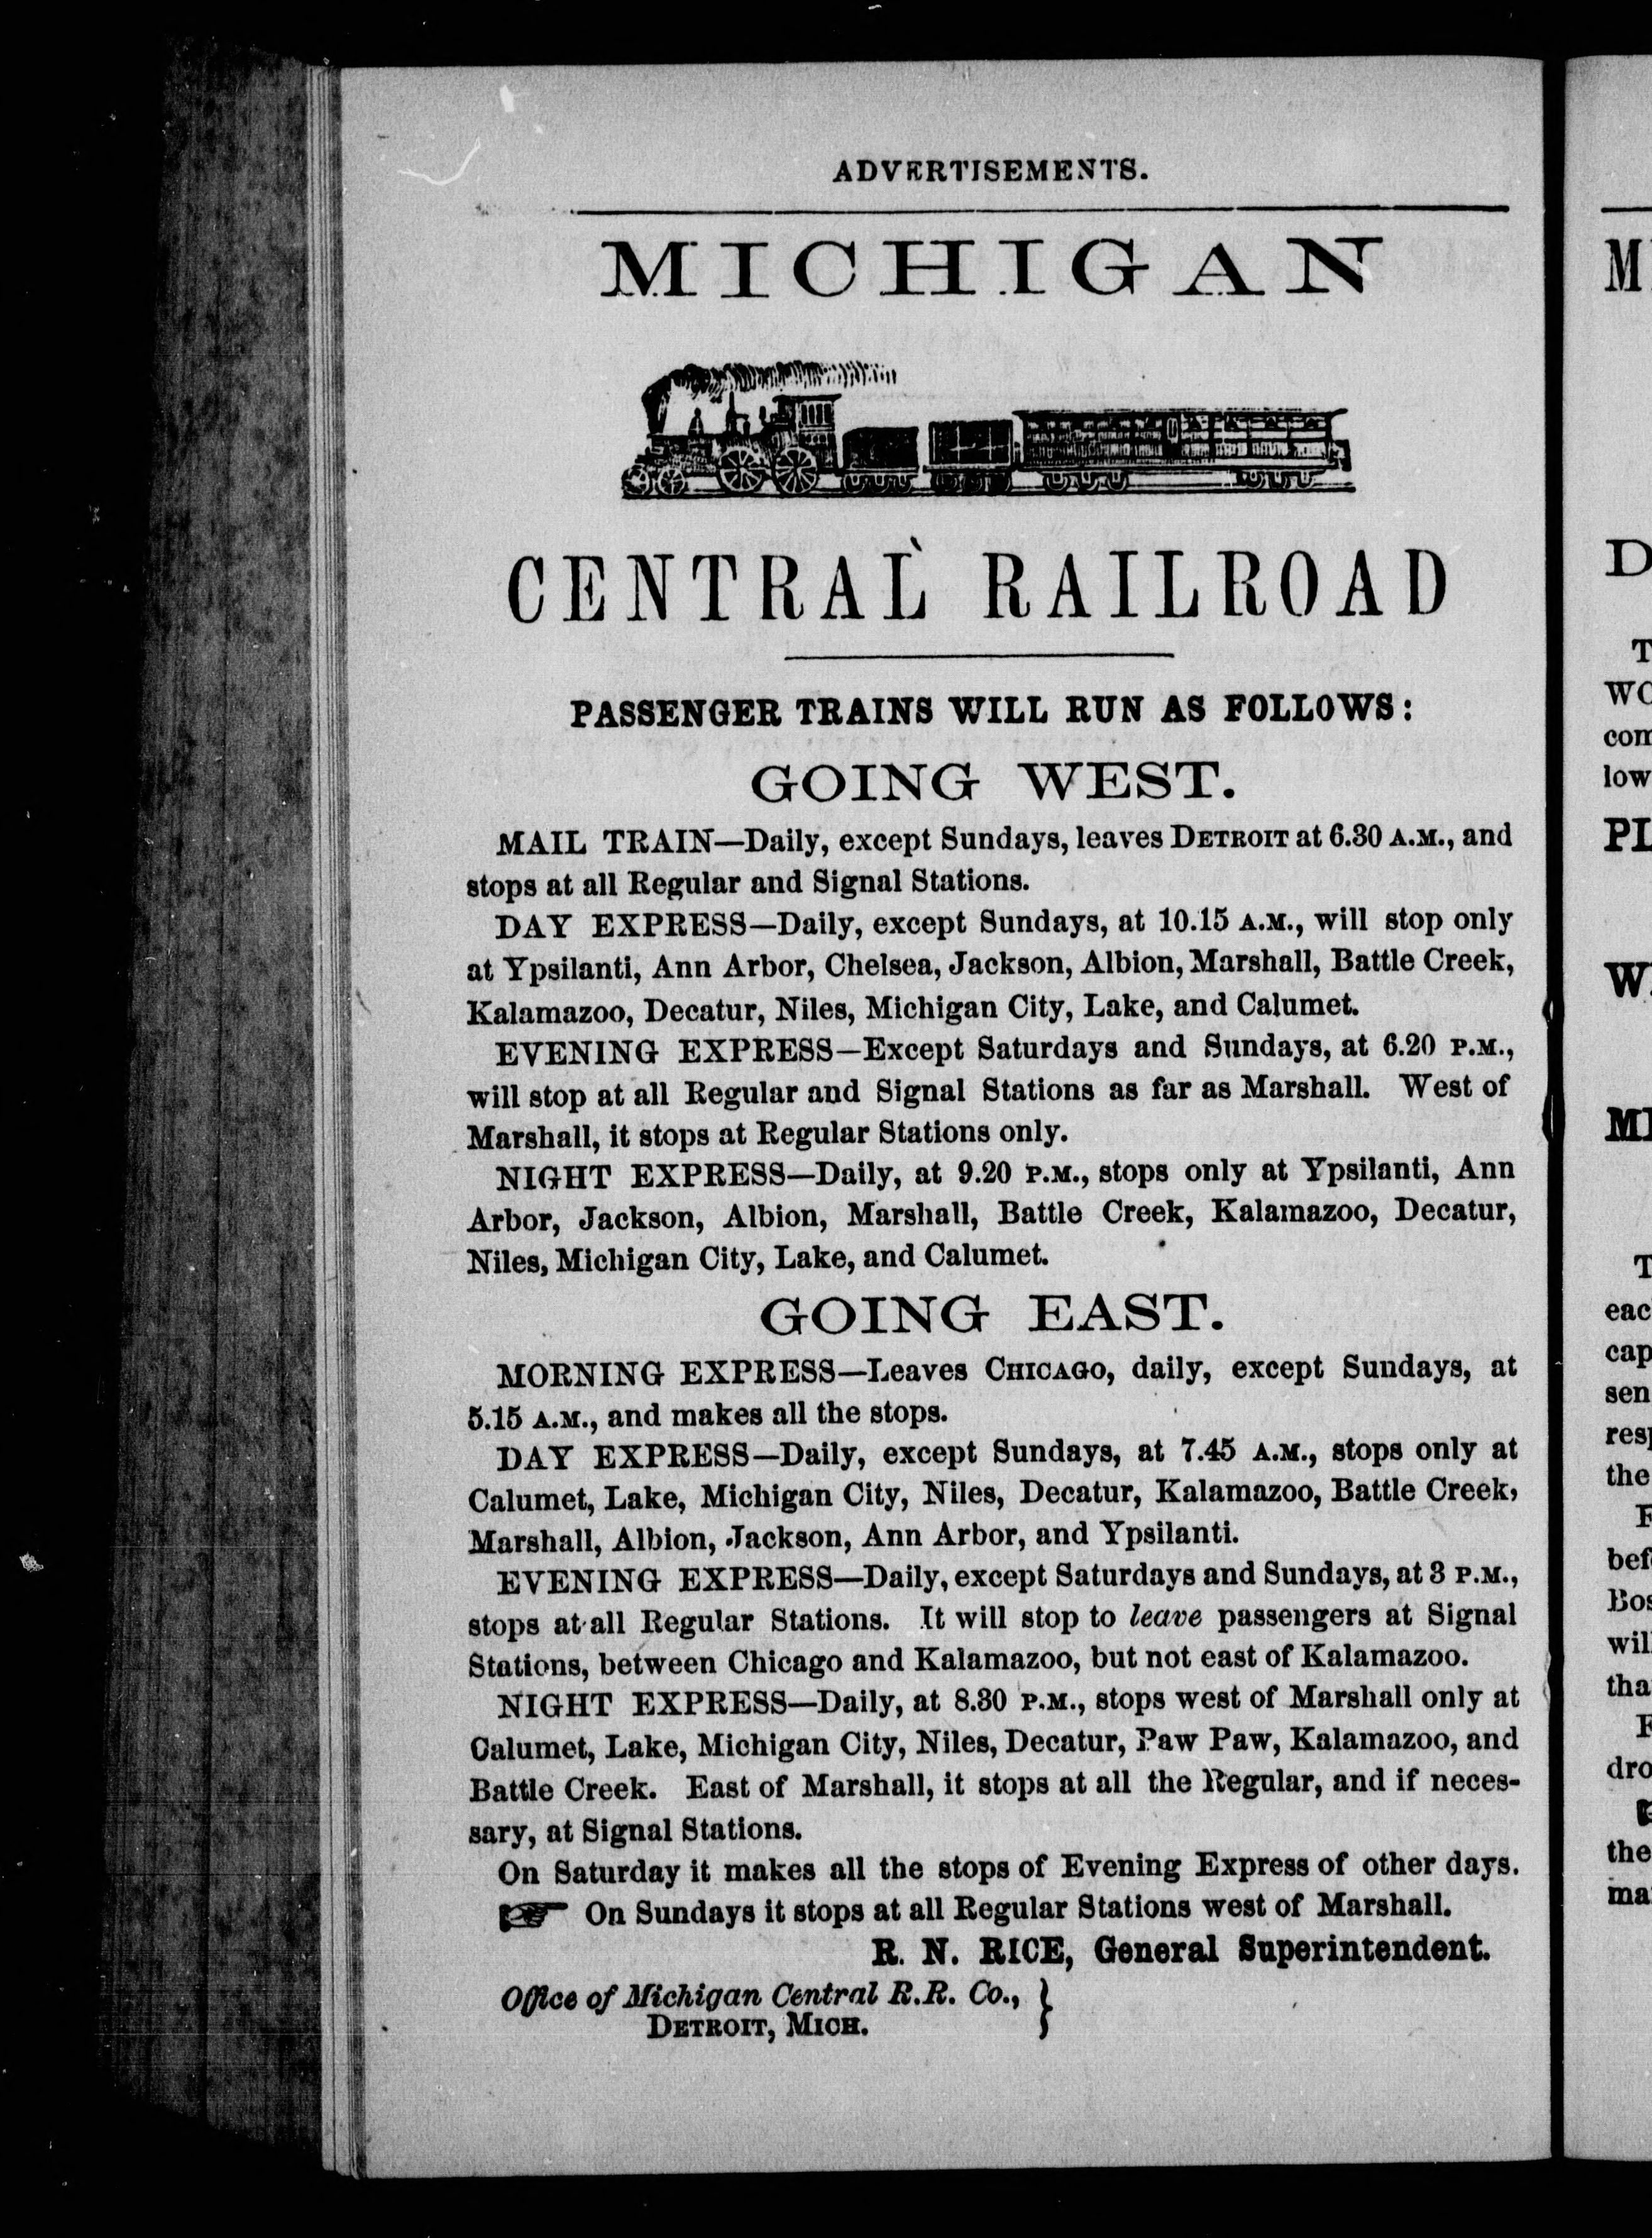 ADVERTISEMENTS.
MICHIGAN
CENTRAL RAILROAD
PASSENGER TRAINS WILL RUN AS FOLLOWS:
GOING WEST.
MAIL TRAIN—Daily, except Sundays, leaves DETROIT at 6.30 A.M., and
stops at all Regular and Signal Stations.
DAY EXPRESS—Daily, except Sundays, at 10.15 A.M., will stop only
at Ypsilanti, Ann Arbor, Chelsea, Jackson, Albion, Marshall, Battle Creek,
Kalamazoo, Decatur, Niles, Michigan City, Lake, and Calumet.
EVENING EXPRESS—Except Saturdays and Sundays, at 6.20 P.M.,
will stop at all Regular and Signal Stations as far as Marshall. West of
Marshall, it stops at Regular Stations only.
NIGHT EXPRESS—Daily, at 9.20 P.M., stops only at Ypsilanti, Ann
Arbor, Jackson, Albion, Marshall, Battle Creek, Kalamazoo, Decatur,
Niles, Michigan City, Lake, and Calumet.
GOING EAST.
MORNING EXPRESS—Leaves CHICAGO, daily, except Sundays, at
5.15 A.M., and makes all the stops.
DAY EXPRESS—Daily, except Sundays, at 7.45 A.M., stops only at
Calumet, Lake, Michigan City, Niles, Decatur, Kalamazoo, Battle Creek,
Marshall, Albion, Jackson, Ann Arbor, and Ypsilanti.
EVENING EXPRESS—Daily, except Saturdays and Sundays, at 3 P.M.,
stops at all Regular Stations. It will stop to leave passengers at Signal
Stations, between Chicago and Kalamazoo, but not east of Kalamazoo.
NIGHT EXPRESS—Daily, at 8.30 P.M., stops west of Marshall only at
Calumet, Lake, Michigan City, Niles, Decatur, Paw Paw, Kalamazoo, and
Battle Creek. East of Marshall, it stops at all the Regular, and if neces-
sary, at Signal Stations.
On Saturday it makes all the stops of Evening Express of other days.
☞ On Sundays it stops at all Regular Stations west of Marshall.
R. N. RICE, General Superintendent.
Office of Michigan Central R.R. Co., }
DETROIT, MICH.